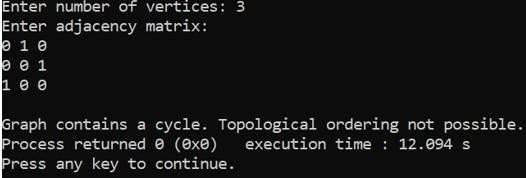 Enter number of vertices: 3
Enter adjacency matrix:
0 1 0
0 0 1
1 0 0
Graph contains a cycle. Topological ordering not possible.
Process returned 0 (0x0)   execution time : 12.094 s
Press any key to continue.